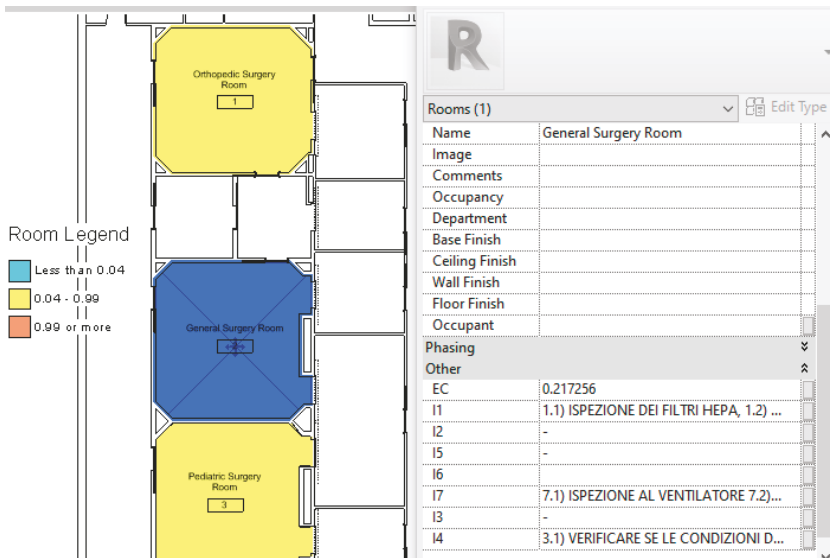 Orthopedic Surgery
Room
1
General Surgery Room
Pediatric Surgery
Room
3
Room Legend
Less than 0.04
0.04 - 0.99
0.99 or more
R
Rooms (1)
Edit Type
Name General Surgery Room
Image
Comments
Occupancy
Department
Base Finish
Ceiling Finish
Wall Finish
Floor Finish
Occupant
Phasing
Other
EC 0.217256
I1 1.1) ISPEZIONE DEI FILTRI HEPA, 1.2) ...
I2 -
I5 -
I6
I7 7.1) ISPEZIONE AL VENTILATORE 7.2)...
I3 -
I4 3.1) VERIFICARE SE LE CONDIZIONI D...